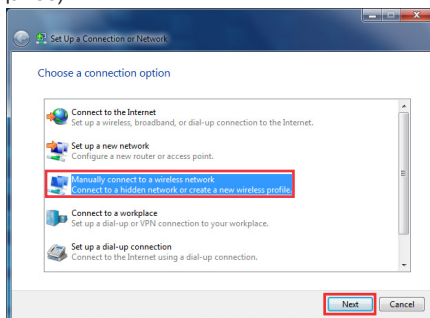 Set Up a Connection or Network
Choose a connection option
Connect to the Internet
Set up a wireless, broadband, or dial-up connection to the Internet.
Set up a new network
Configure a new router or access point.
Manually connect to a wireless network
Connect to a hidden network or create a new wireless profile.
Connect to a workplace
Set up a dial-up or VPN connection to your workplace.
Set up a dial-up connection
Connect to the Internet using a dial-up connection.
Next Cancel